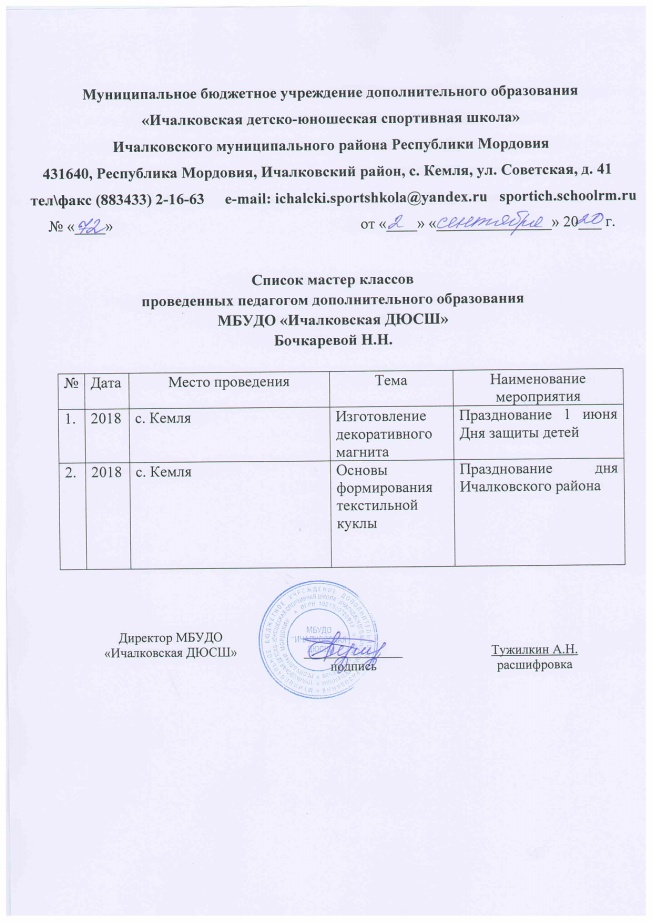 Муниципальное бюджетное учреждение дополнительного образования
«Ичалковская детско-юношеская спортивная школа»
Ичалковского муниципального района Республики Мордовия
431640, Республика Мордовия, Ичалковский район, с. Кемля, ул. Советская, д. 41
тел\факс (883433) 2-16-63 e-mail: ichalcki.sportshkola@yandex.ru sportich.schoolrm.ru
№ «72» от «2» «сентября» 2020 г.
Список мастер классов
проведенных педагогом дополнительного образования
МБУДО «Ичалковская ДЮСШ»
Бочкаревой Н.Н.
№ Дата Место проведения Тема Наименование
мероприятия
1. 2018 с. Кемля Изготовление Празднование 1 июня
декоративного Дня защиты детей
магнита
2. 2018 с. Кемля Основы Празднование дня
формирования Ичалковского района
текстильной
куклы
Директор МБУДО
«Ичалковская ДЮСШ» Тужилкин А.Н.
подпись расшифровка
МБУДО